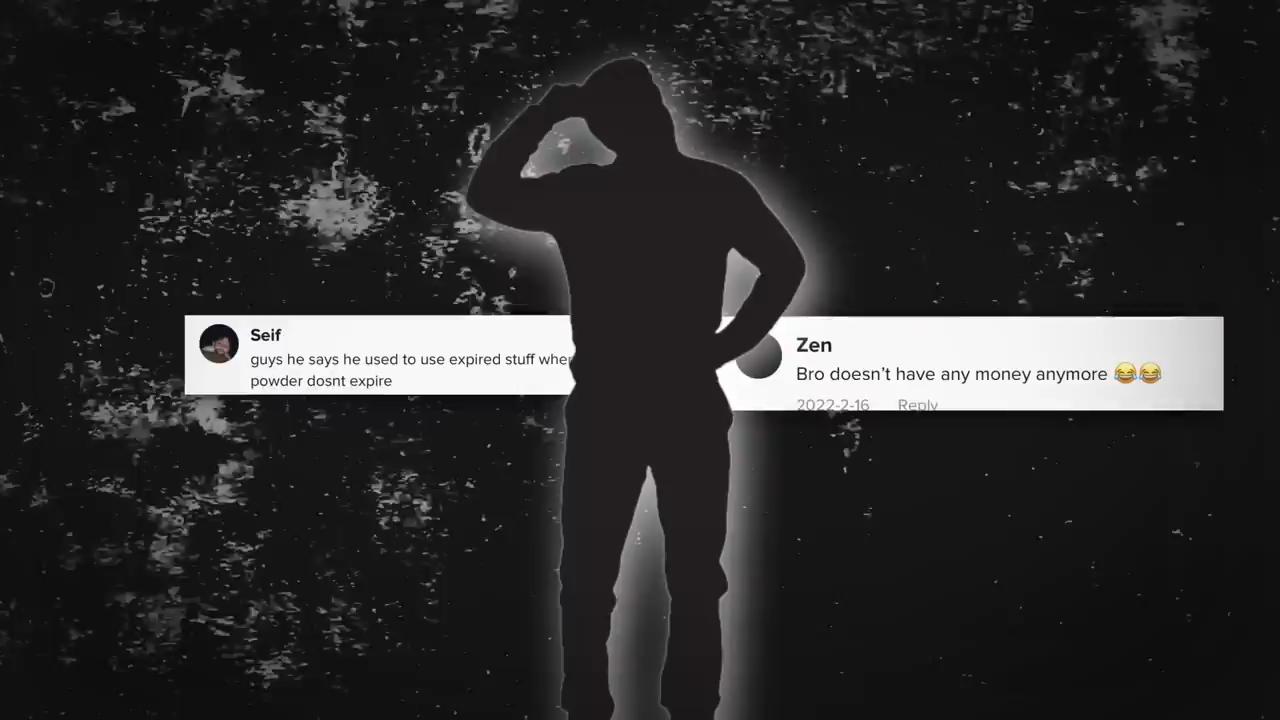 Seif
guys he says he used to use expired stuff when
powder dosnt expire
Zen
Bro doesn’t have any money anymore 😂😂
2022-2-16 Reply